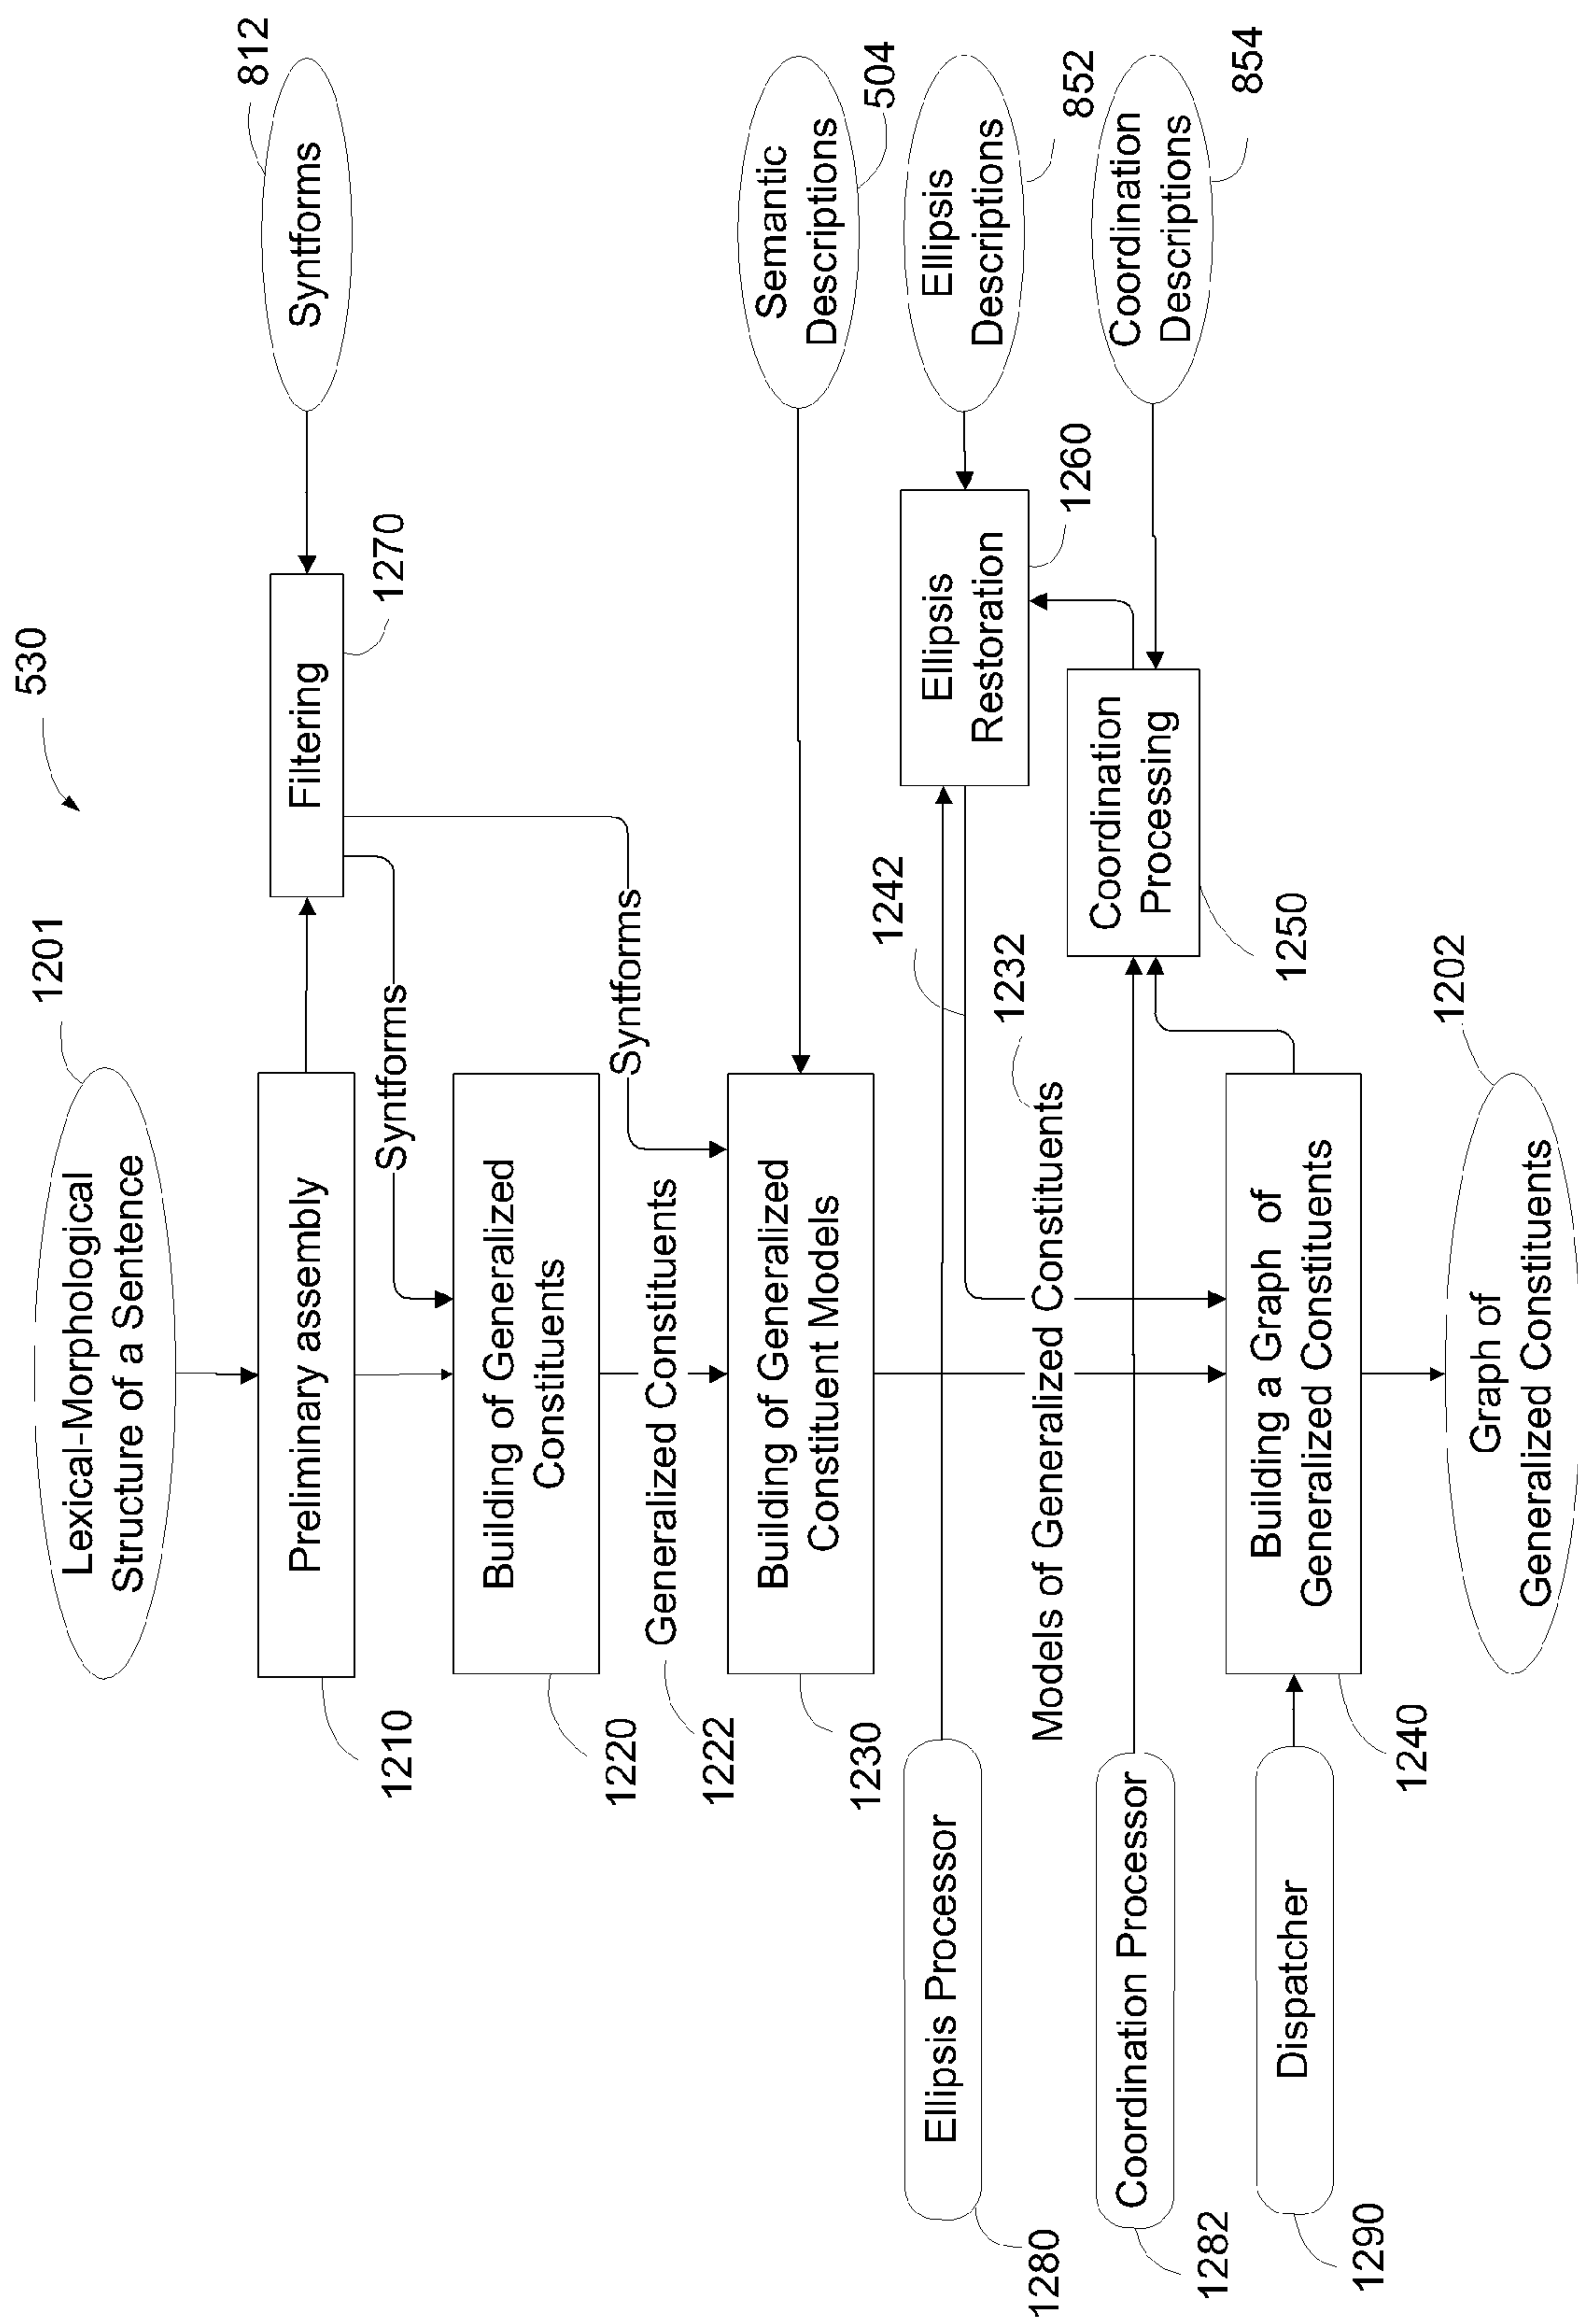 530
1201
Lexical-Morphological
Structure of a Sentence
812
Syntforms
Preliminary assembly
1210
Filtering
1270
Syntforms
Building of Generalized
Constituents
1220
Syntforms
Generalized Constituents
1222
Semantic
Descriptions
504
Building of Generalized
Constituent Models
1230
Ellipsis Processor
1280
1242
Ellipsis
Restoration
1260
Ellipsis
Descriptions
852
Models of Generalized Constituents
1232
Coordination Processor
1282
Coordination
Processing
1250
Coordination
Descriptions
854
Dispatcher
1290
Building a Graph of
Generalized Constituents
1240
Graph of
Generalized Constituents
1202